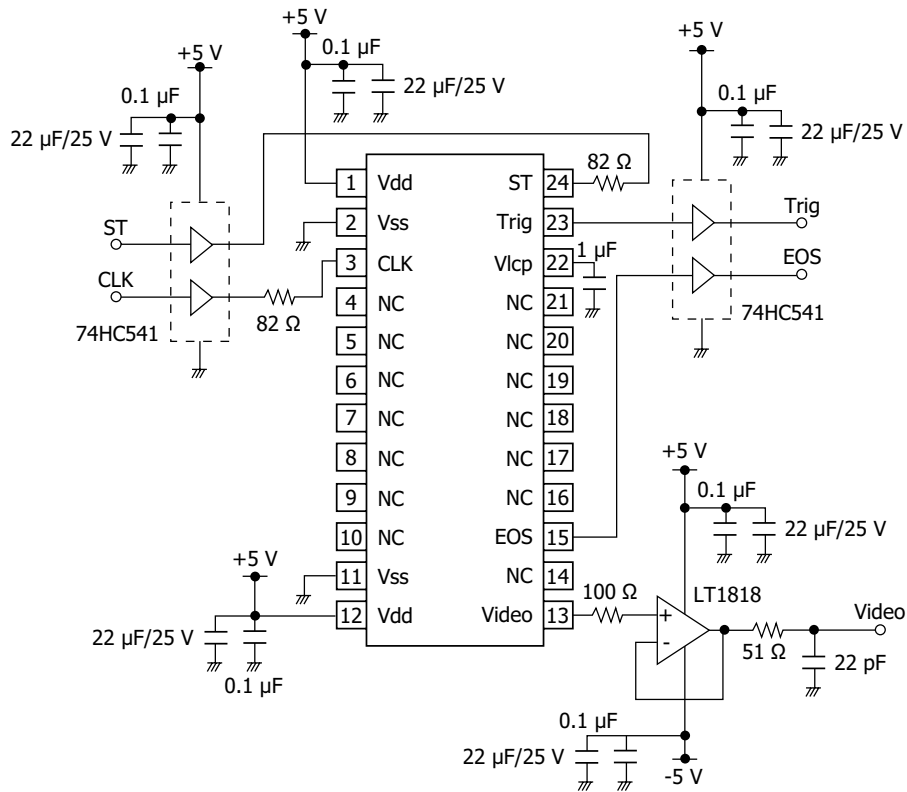 +5 V
+5 V
+5 V
0.1 µF
22 µF/25 V
0.1 µF
22 µF/25 V
0.1 µF
22 µF/25 V
82 Ω
1 Vdd
ST 24
2 Vss
Trig 23
Trig
ST
3 CLK
Vlcp 22
1 µF
EOS
CLK
82 Ω
4 NC
NC 21
74HC541
74HC541
5 NC
NC 20
6 NC
NC 19
7 NC
NC 18
8 NC
NC 17
+5 V
9 NC
NC 16
0.1 µF
22 µF/25 V
10 NC
EOS 15
+5 V
11 Vss
NC 14
100 Ω
LT1818
12 Vdd
Video 13
+
-
Video
22 µF/25 V
0.1 µF
51 Ω
22 pF
0.1 µF
22 µF/25 V
-5 V